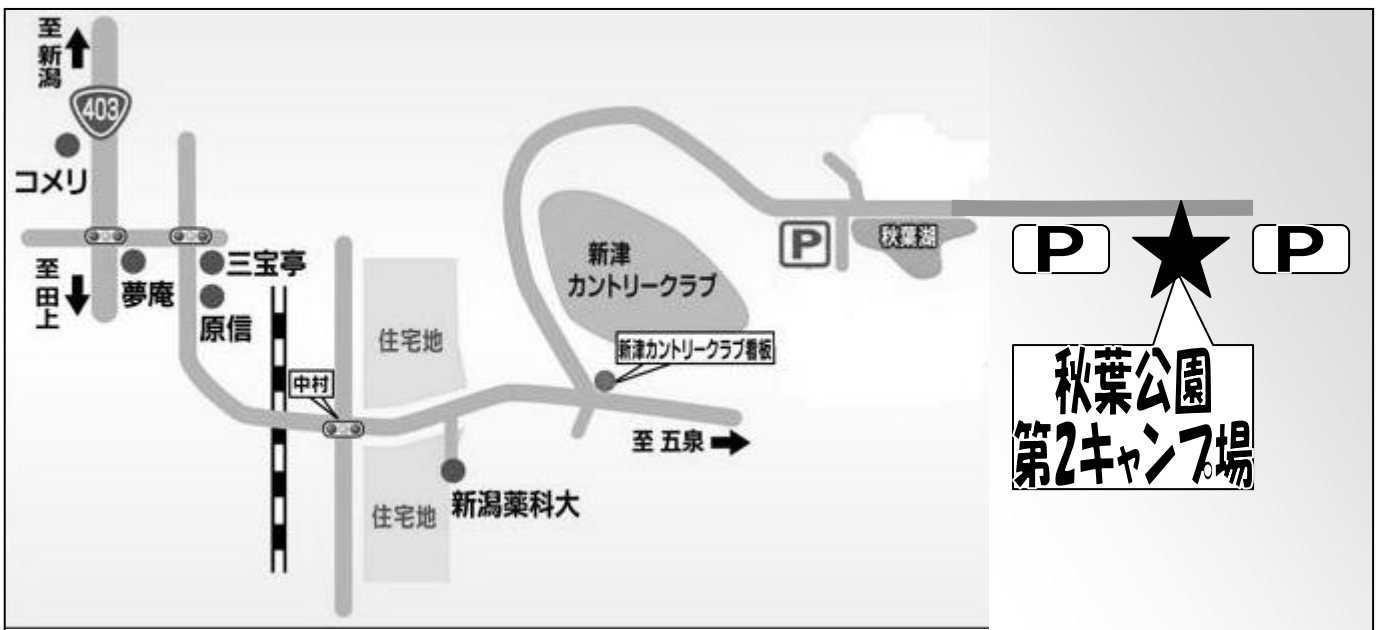 至新潟
403
コメリ
至田上
夢庵
三宝亭
原信
中村
住宅地
住宅地
新潟薬科大
新津
カントリークラブ
新津カントリークラブ看板
至 五泉
P
秋葉湖
P
P
秋葉公園
第2キャンプ場